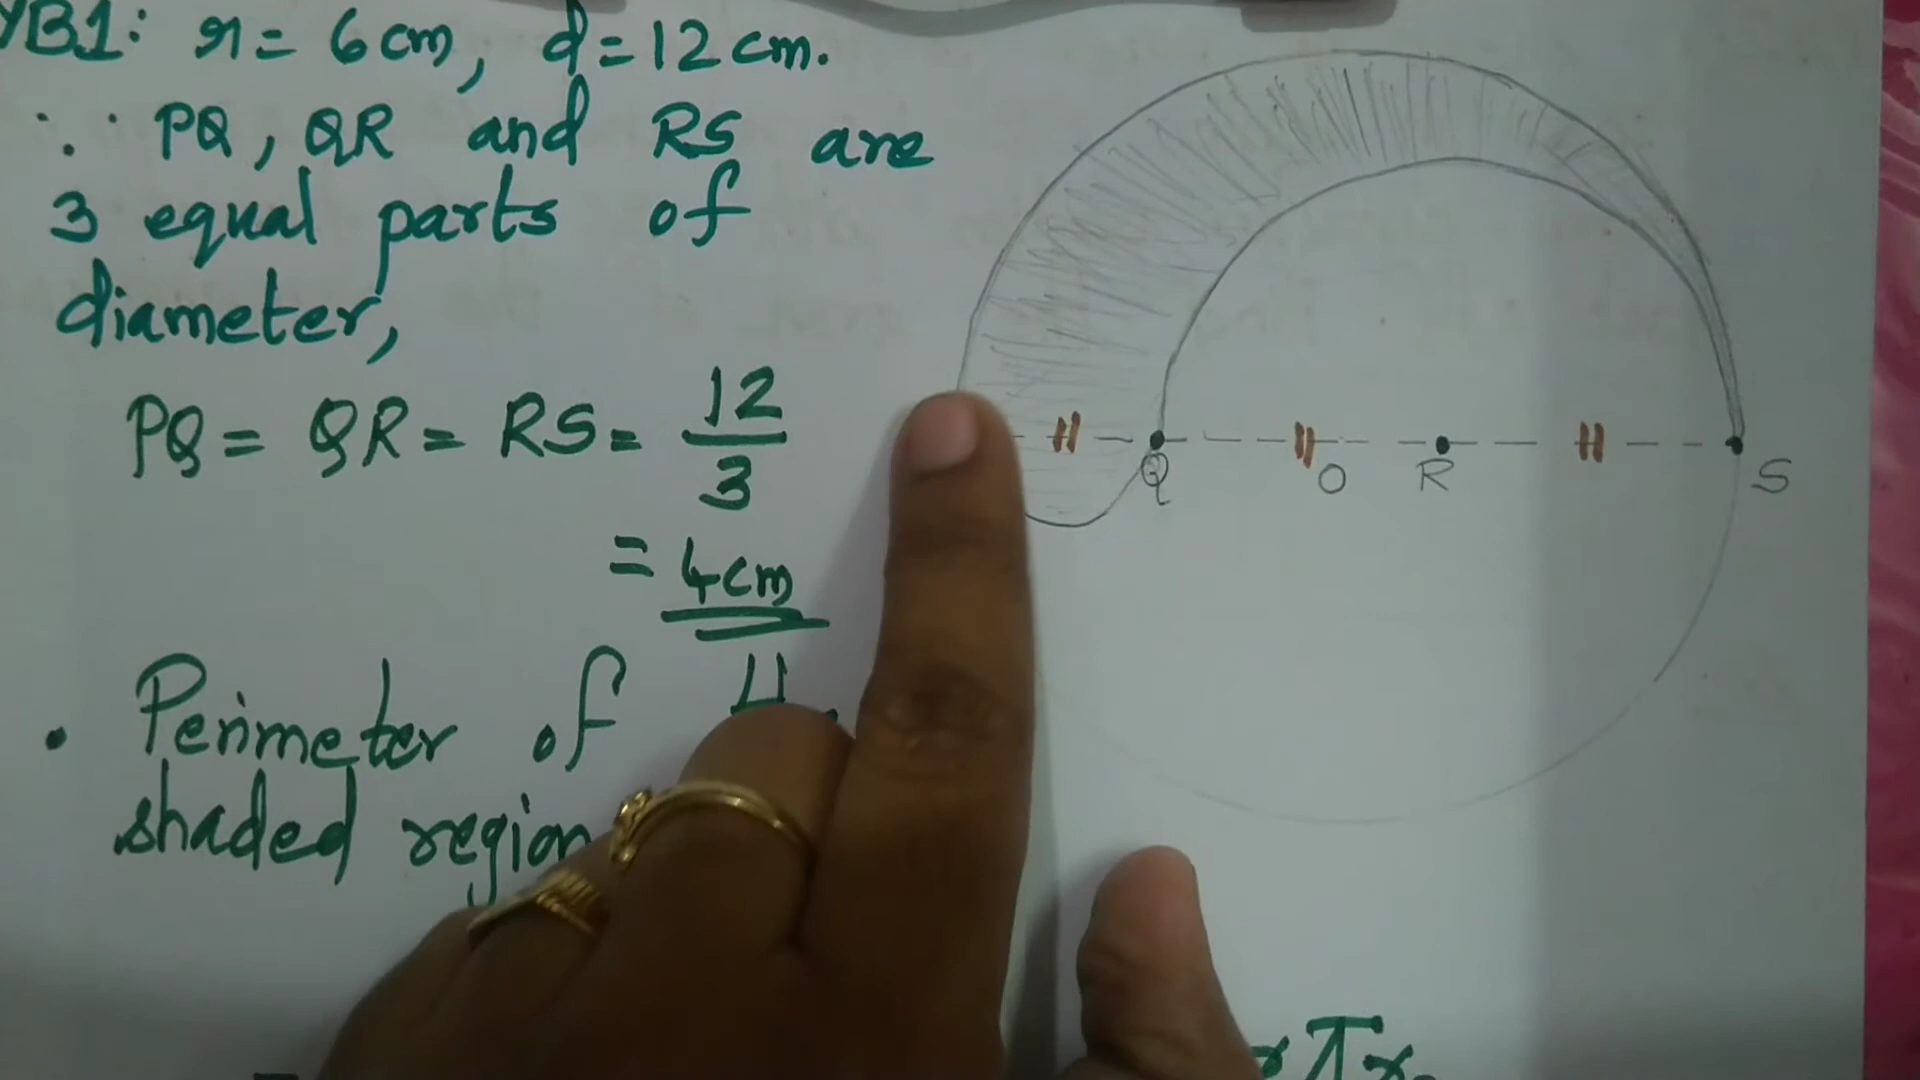 YB1: r = 6 cm, d = 12 cm.
∵ PQ, QR and RS are
3 equal parts of
diameter,
PQ = QR = RS = 12/3
= 4cm
• Perimeter of
shaded region
Q O R S
πr